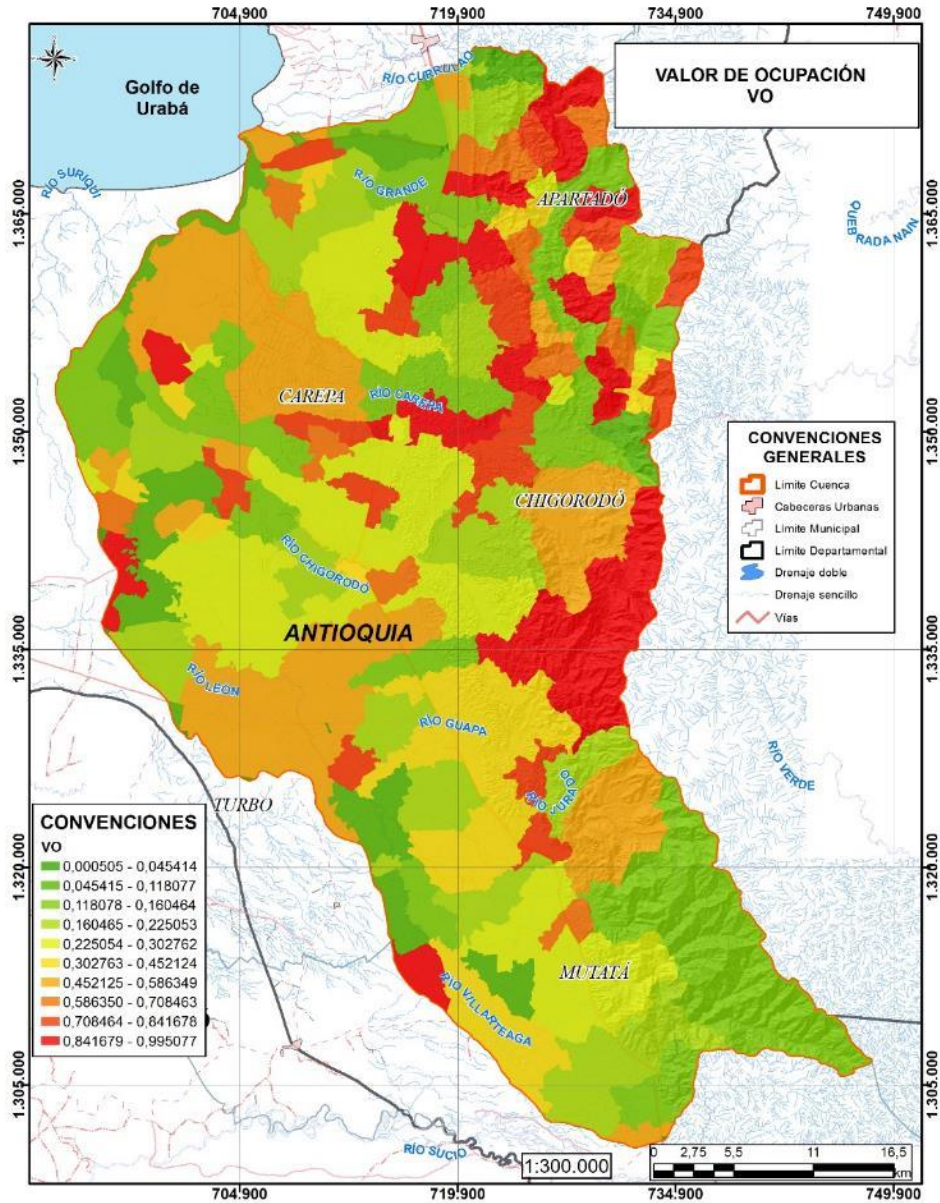 704,900 719,900 734,900 749,900
VALOR DE OCUPACIÓN
VO
Golfo de
Urabá
RÍO CURRULAO
RÍO SURIQUI
RÍO GRANDE
APARTADÓ
QUEBRADA NAIN
1.365.000
1.365.000
CAREPA
RÍO CAREPA
1.350.000
1.350.000
CHIGORODÓ
CONVENCIONES
GENERALES
Limite Cuenca
Cabeceras Urbanas
Límite Municipal
Límite Departamental
Drenaje doble
Drenaje sencillo
Vías
RÍO CHIGORODÓ
ANTIOQUIA
1.335.000
1.335.000
RÍO LEÓN
RÍO GUAPA
RÍO VERDE
TURBO
CONVENCIONES
VO
0,000505 - 0,045414
0,045415 - 0,118077
0,118078 - 0,160464
0,160465 - 0,225053
0,225054 - 0,302762
0,302763 - 0,452124
0,452125 - 0,586349
0,586350 - 0,708463
0,708464 - 0,841678
0,841679 - 0,995077
1.320.000
1.320.000
P
MUTATÁ
RÍO VILLARTEAGA
1.305.000
1.305.000
RÍO SUCIO
1:300.000
0 2,75 5,5 11 16,5
km
704,900 719,900 734,900 749,900